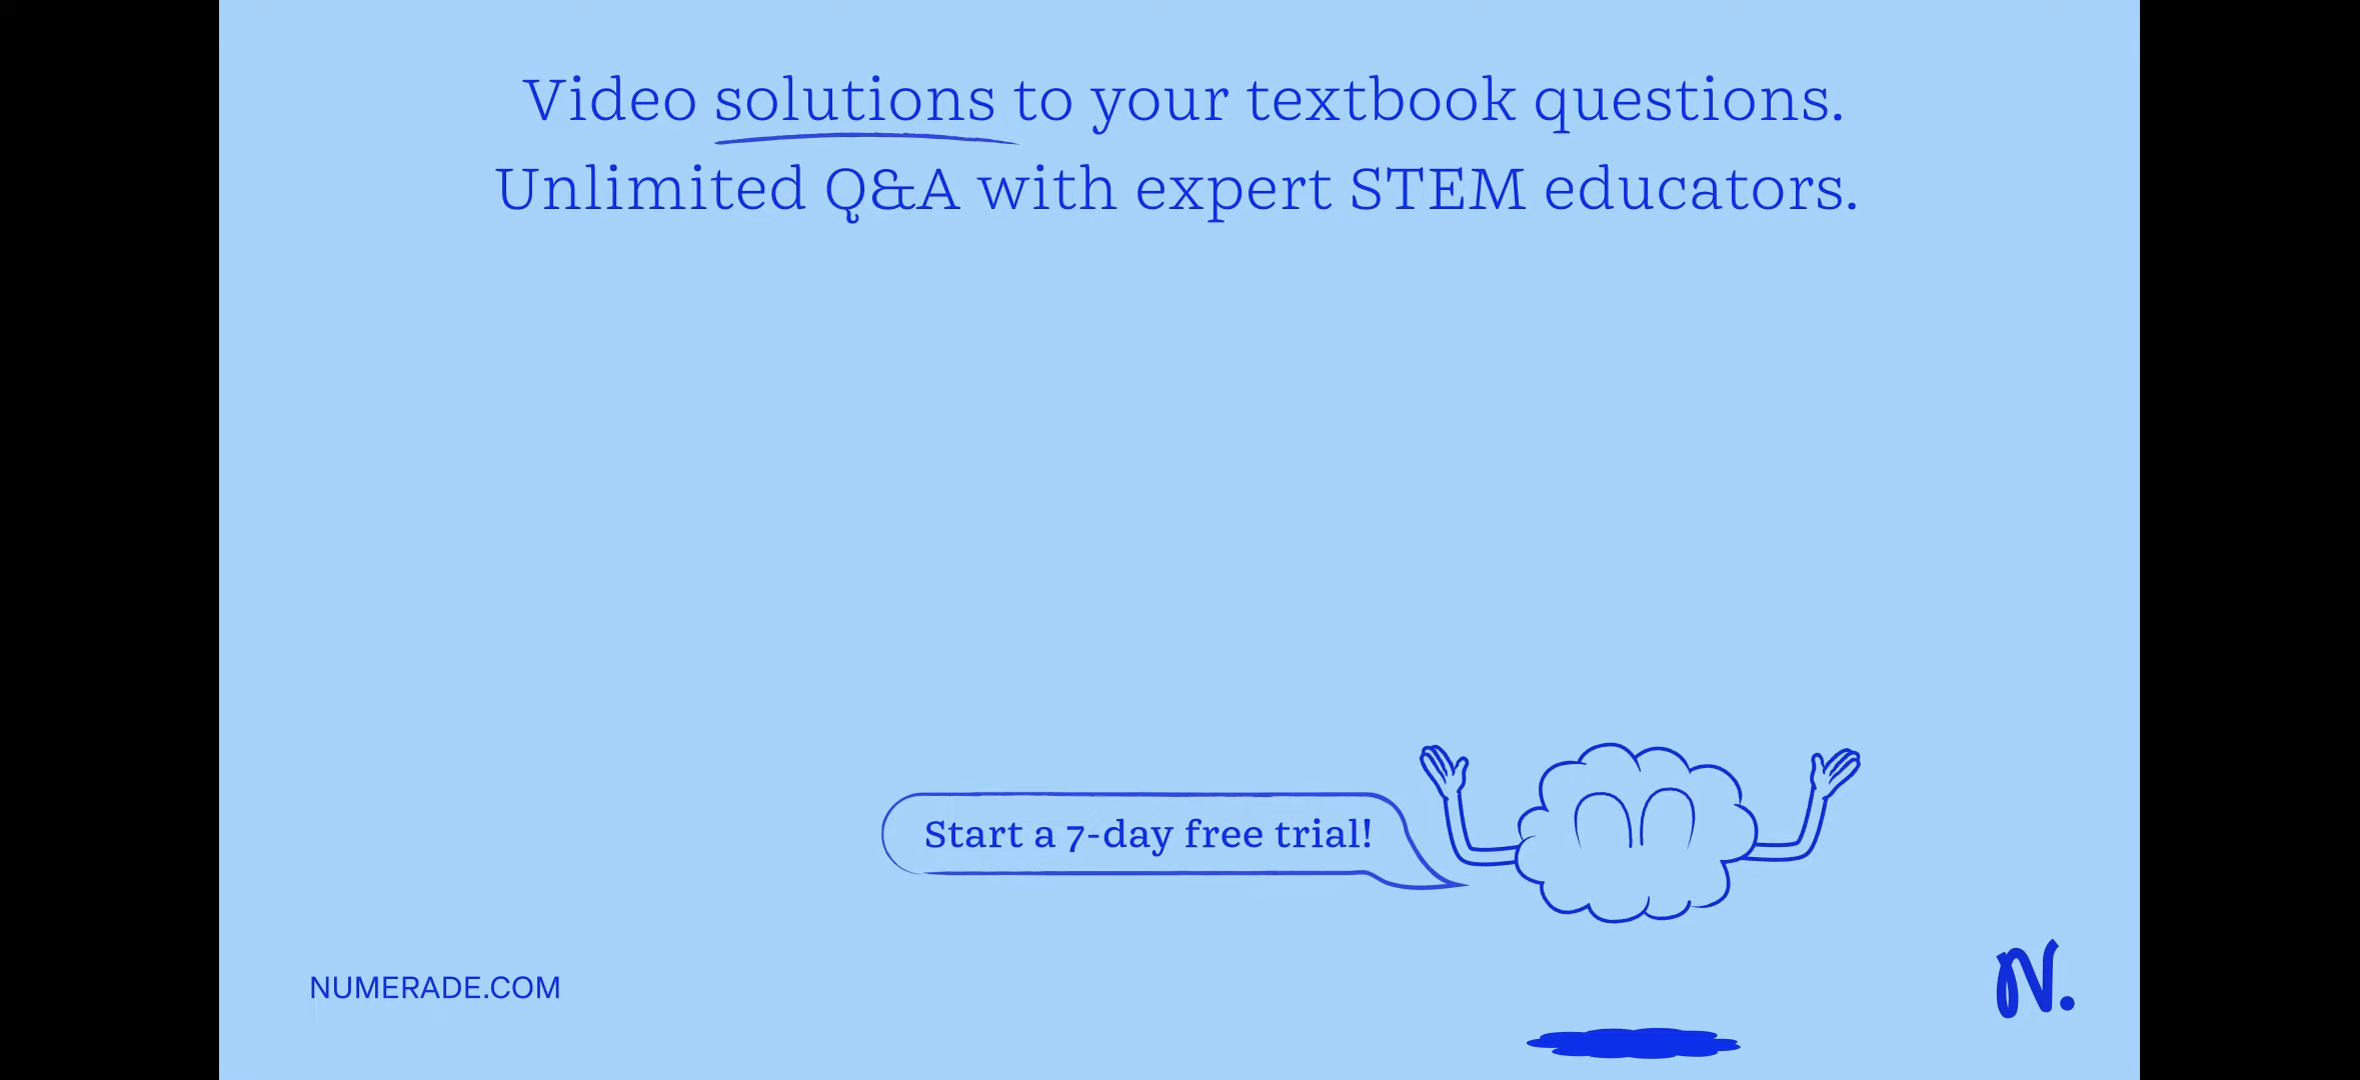 Video solutions to your textbook questions.
Unlimited Q&A with expert STEM educators.
Start a 7-day free trial!
NUMERADE.COM
N.